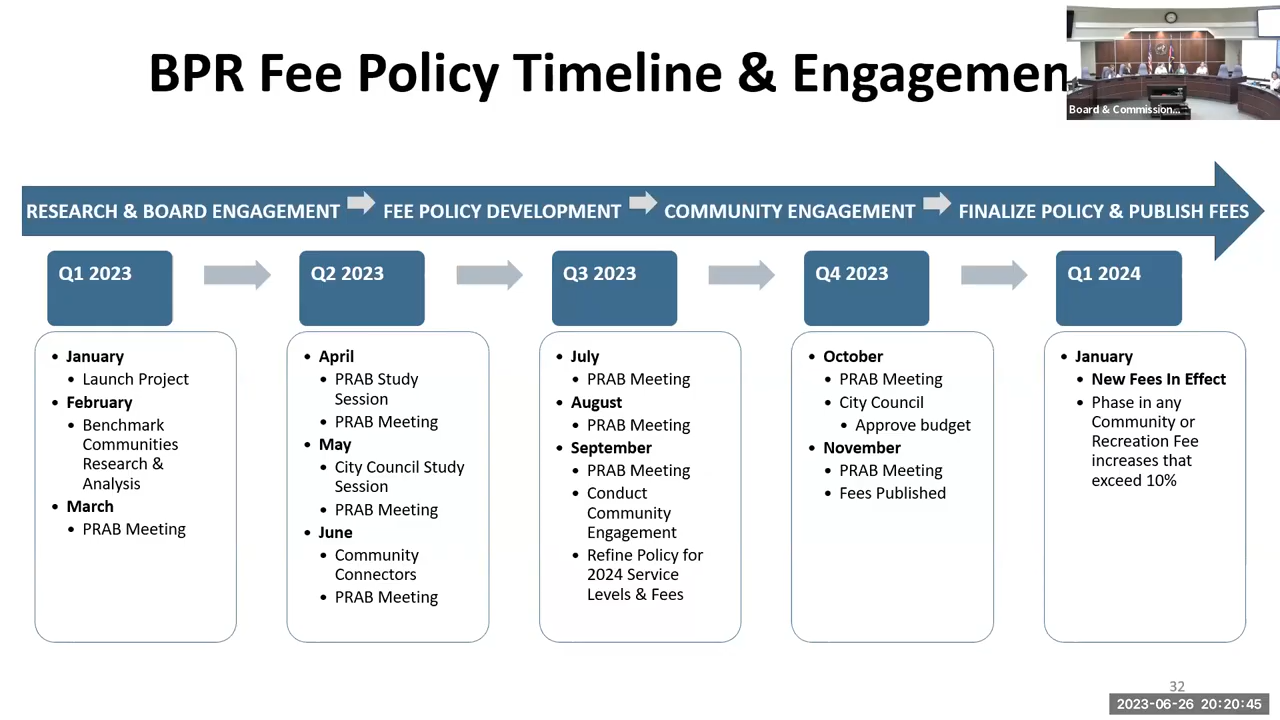 BPR Fee Policy Timeline & Engagemen
Board & Commission...
RESEARCH & BOARD ENGAGEMENT
FEE POLICY DEVELOPMENT
COMMUNITY ENGAGEMENT
FINALIZE POLICY & PUBLISH FEES
Q1 2023
• January
• Launch Project
• February
• Benchmark
Communities
Research &
Analysis
• March
• PRAB Meeting
Q2 2023
• April
• PRAB Study
Session
• PRAB Meeting
• May
• City Council Study
Session
• PRAB Meeting
• June
• Community
Connectors
• PRAB Meeting
Q3 2023
• July
• PRAB Meeting
• August
• PRAB Meeting
• September
• PRAB Meeting
• Conduct
Community
Engagement
• Refine Policy for
2024 Service
Levels & Fees
Q4 2023
• October
• PRAB Meeting
• City Council
• Approve budget
• November
• PRAB Meeting
• Fees Published
Q1 2024
• January
• New Fees In Effect
• Phase in any
Community or
Recreation Fee
increases that
exceed 10%
32
2023-06-26 20:20:45